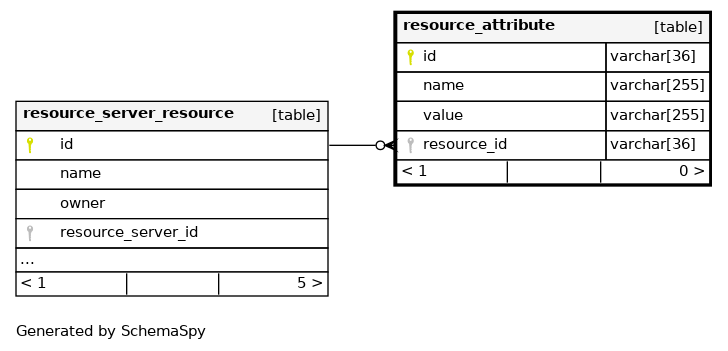 resource_attribute [table]
id varchar[36]
name varchar[255]
value varchar[255]
resource_id varchar[36]
< 1 0 >
resource_server_resource [table]
id
name
owner
resource_server_id
...
< 1 5 >
Generated by SchemaSpy